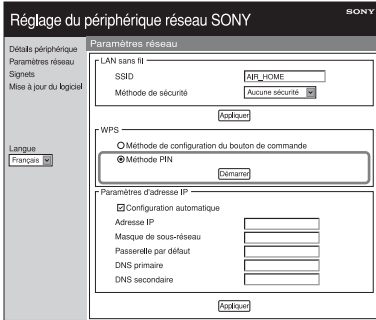 SONY
Réglage du périphérique réseau SONY
Détails périphérique
Paramètres réseau
Signets
Mise à jour du logiciel
Langue
Français
Paramètres réseau
LAN sans fil
SSID AIR_HOME
Méthode de sécurité Aucune sécurité
Appliquer
WPS
Méthode de configuration du bouton de commande
Méthode PIN
Démarrer
Paramètres d'adresse IP
Configuration automatique
Adresse IP
Masque de sous-réseau
Passerelle par défaut
DNS primaire
DNS secondaire
Appliquer